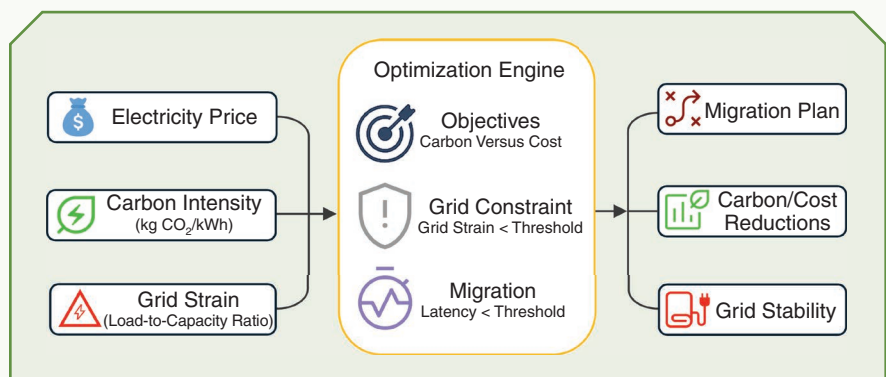 Electricity Price
Carbon Intensity
(kg CO₂/kWh)
Grid Strain
(Load-to-Capacity Ratio)
Optimization Engine
Objectives
Carbon Versus Cost
Grid Constraint
Grid Strain < Threshold
Migration
Latency < Threshold
Migration Plan
Carbon/Cost
Reductions
Grid Stability